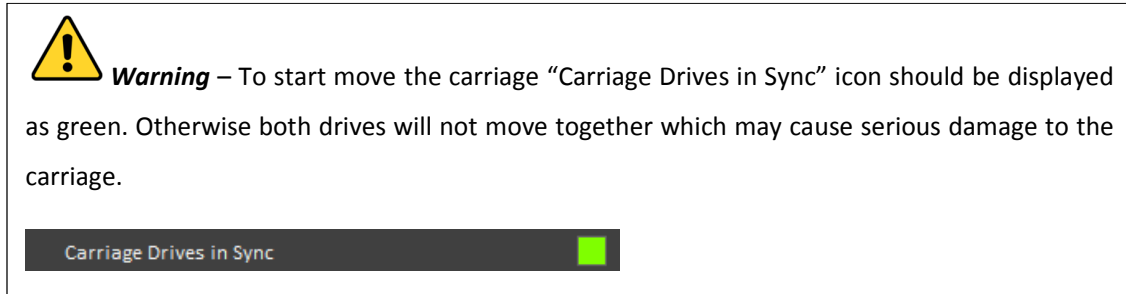 Warning – To start move the carriage “Carriage Drives in Sync” icon should be displayed
as green. Otherwise both drives will not move together which may cause serious damage to the
carriage.
Carriage Drives in Sync